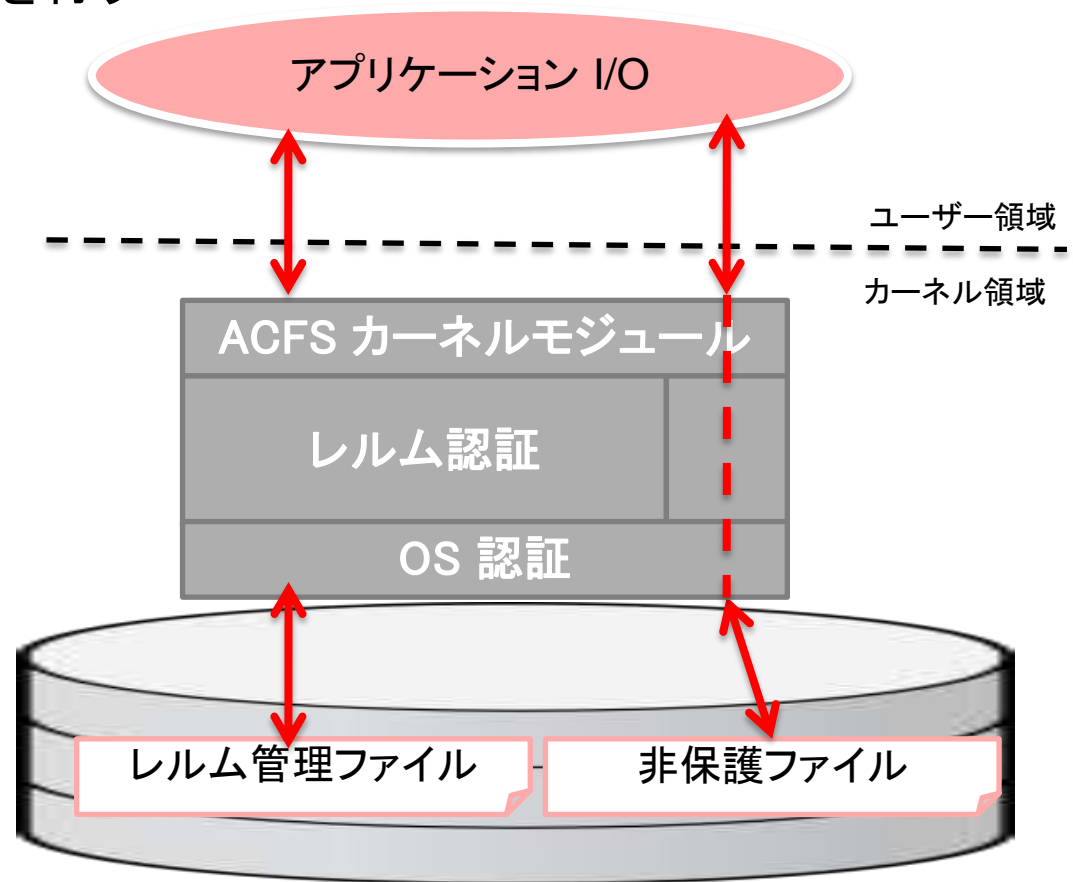 アプリケーション I/O
ユーザー領域
カーネル領域
ACFS カーネルモジュール
レルム認証
OS 認証
レルム管理ファイル
非保護ファイル